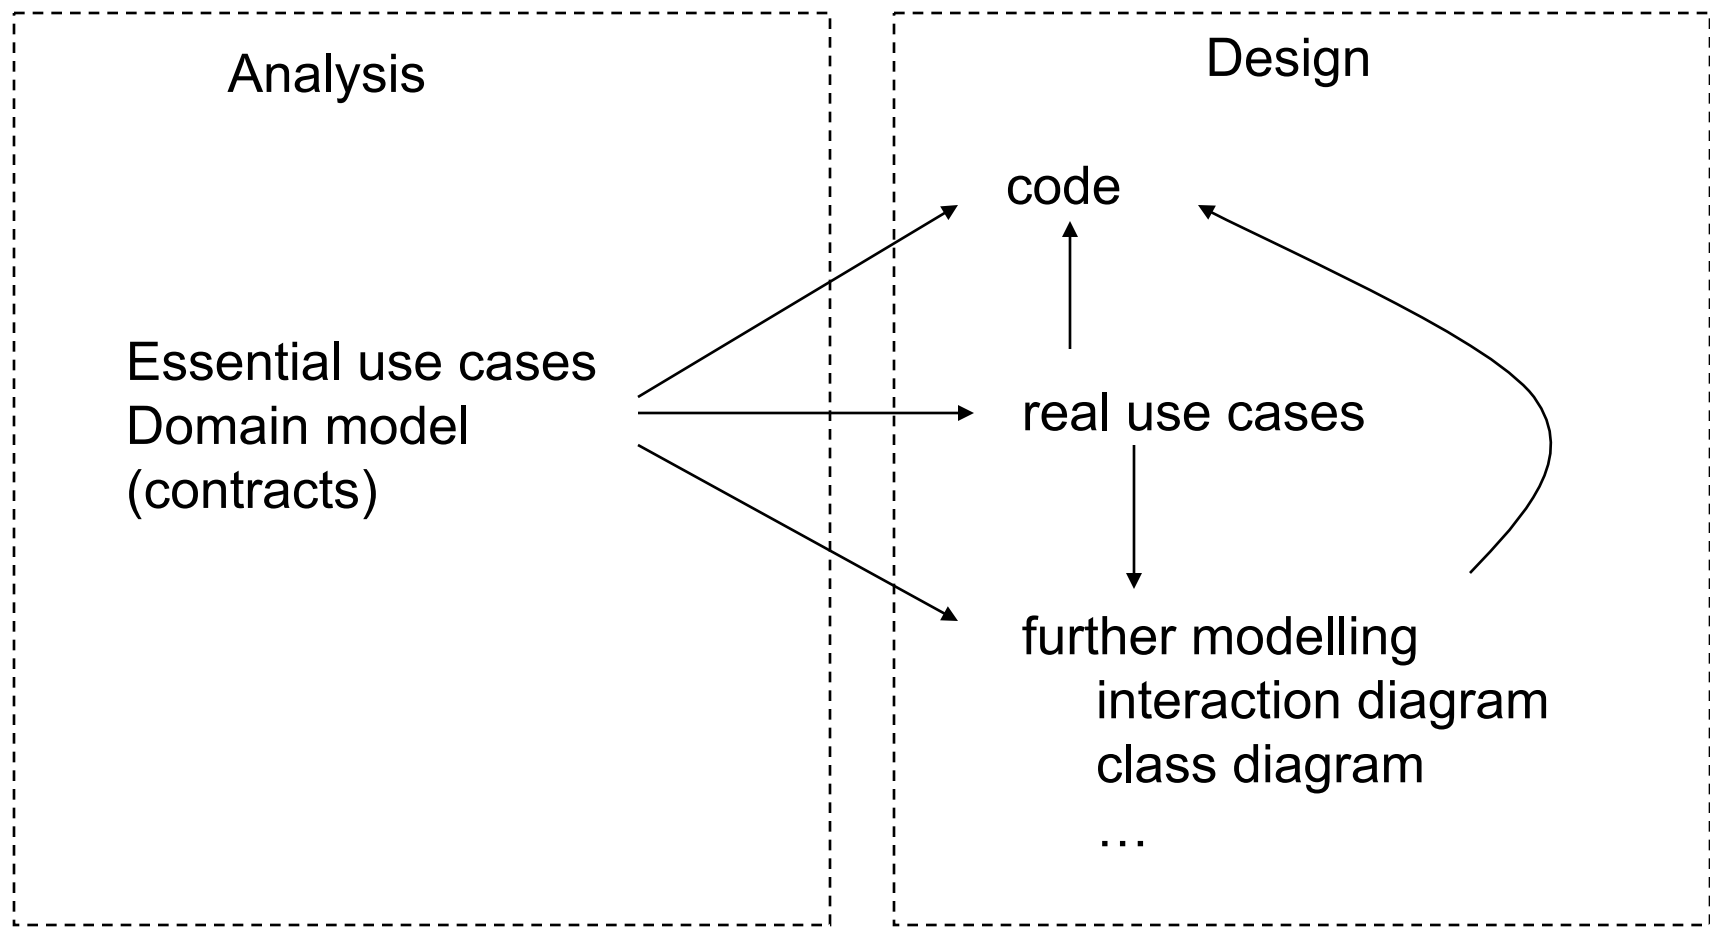 Analysis
Essential use cases
Domain model
(contracts)
Design
code
real use cases
further modelling
interaction diagram
class diagram
…